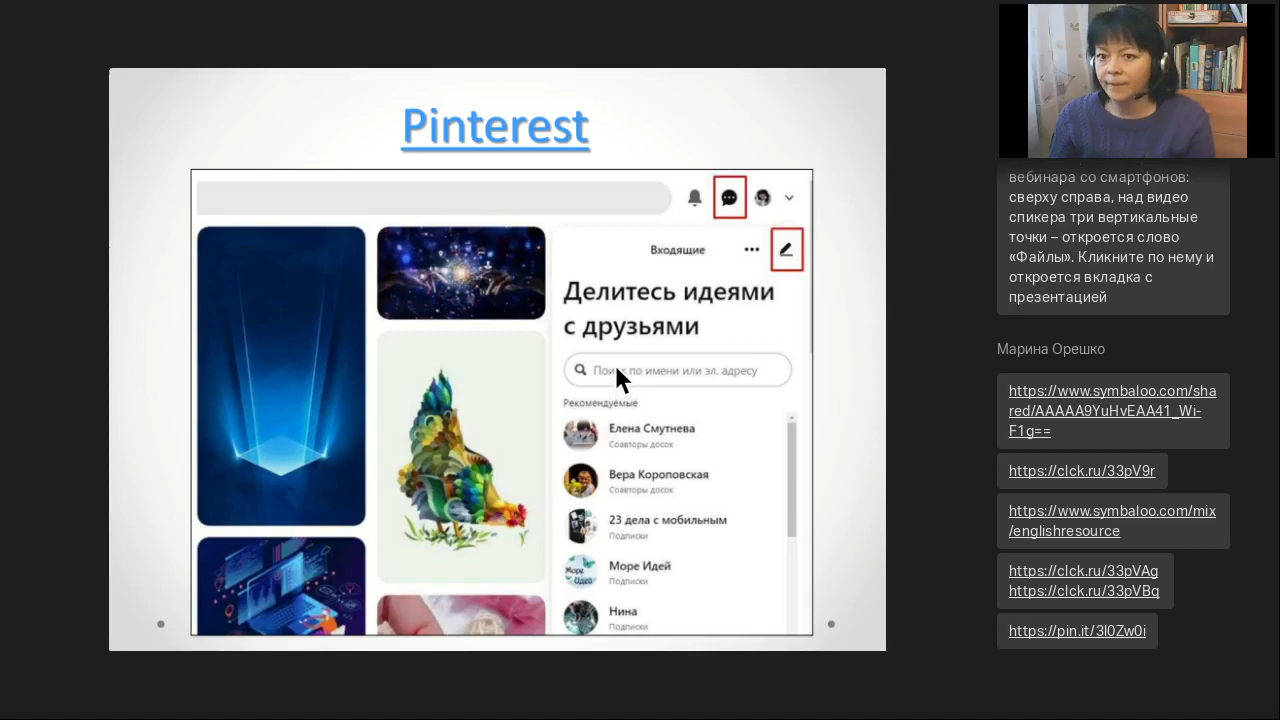 Pinterest
Входящие
Делитесь идеями
с друзьями
Поиск по имени или эл. адресу
Рекомендуемые
Елена Смутнева
Соавторы досок
Вера Короповская
Соавторы досок
23 дела с мобильным
Подписки
Море Идей
Подписки
Нина
Подписки
вебинара со смартфонов:
сверху справа, над видео
спикера три вертикальные
точки – откроется слово
«Файлы». Кликните по нему и
откроется вкладка с
презентацией
Марина Орешко
https://www.symbaloo.com/sha
red/AAAAA9YuHvEAA41_Wi-
F1g==
https://clck.ru/33pV9r
https://www.symbaloo.com/mix
/englishresource
https://clck.ru/33pVAg
https://clck.ru/33pVBq
https://pin.it/3l0Zw0i